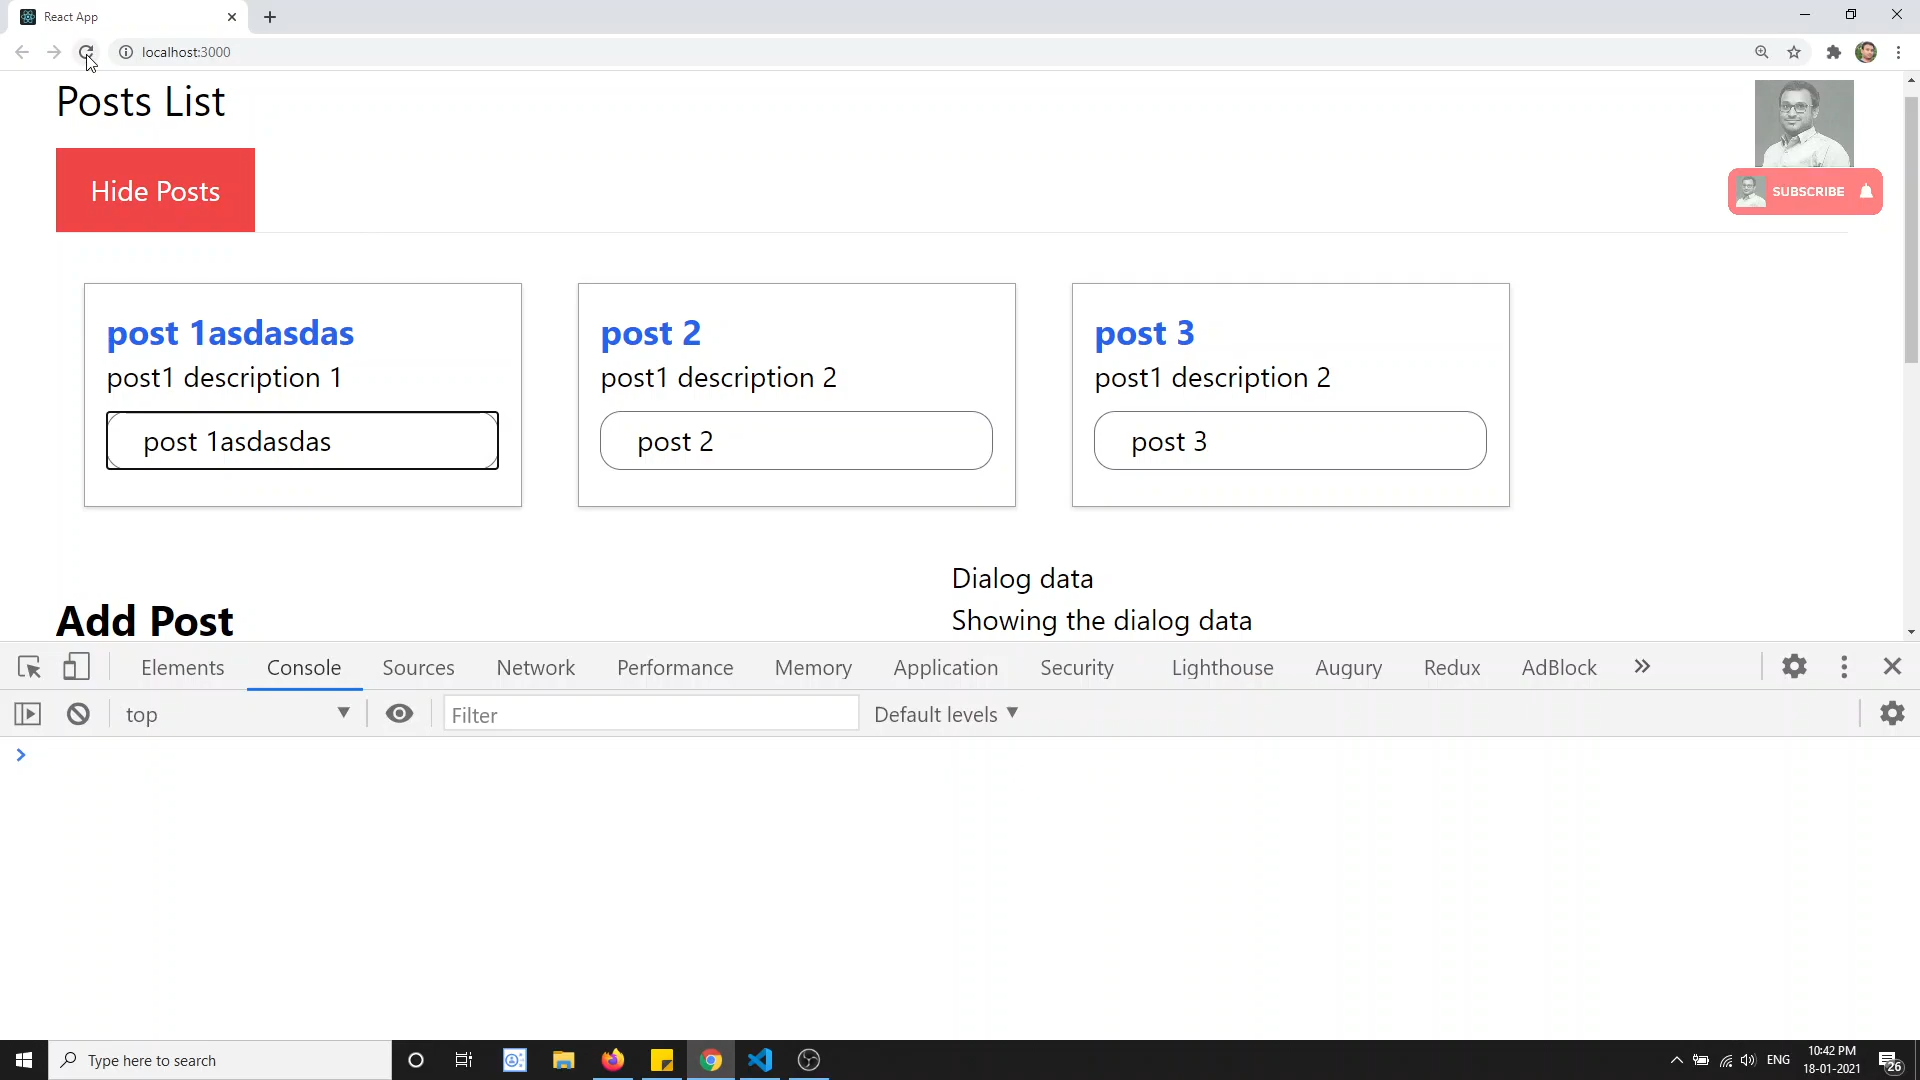 React App
localhost:3000
Posts List
Hide Posts
SUBSCRIBE
post 1asdasdas
post1 description 1
post 1asdasdas
post 2
post1 description 2
post 2
post 3
post1 description 2
post 3
Dialog data
Showing the dialog data
Add Post
Elements Console Sources Network Performance Memory Application Security Lighthouse Augury Redux AdBlock
top Filter Default levels
Type here to search
ENG
10:42 PM
18-01-2021
26